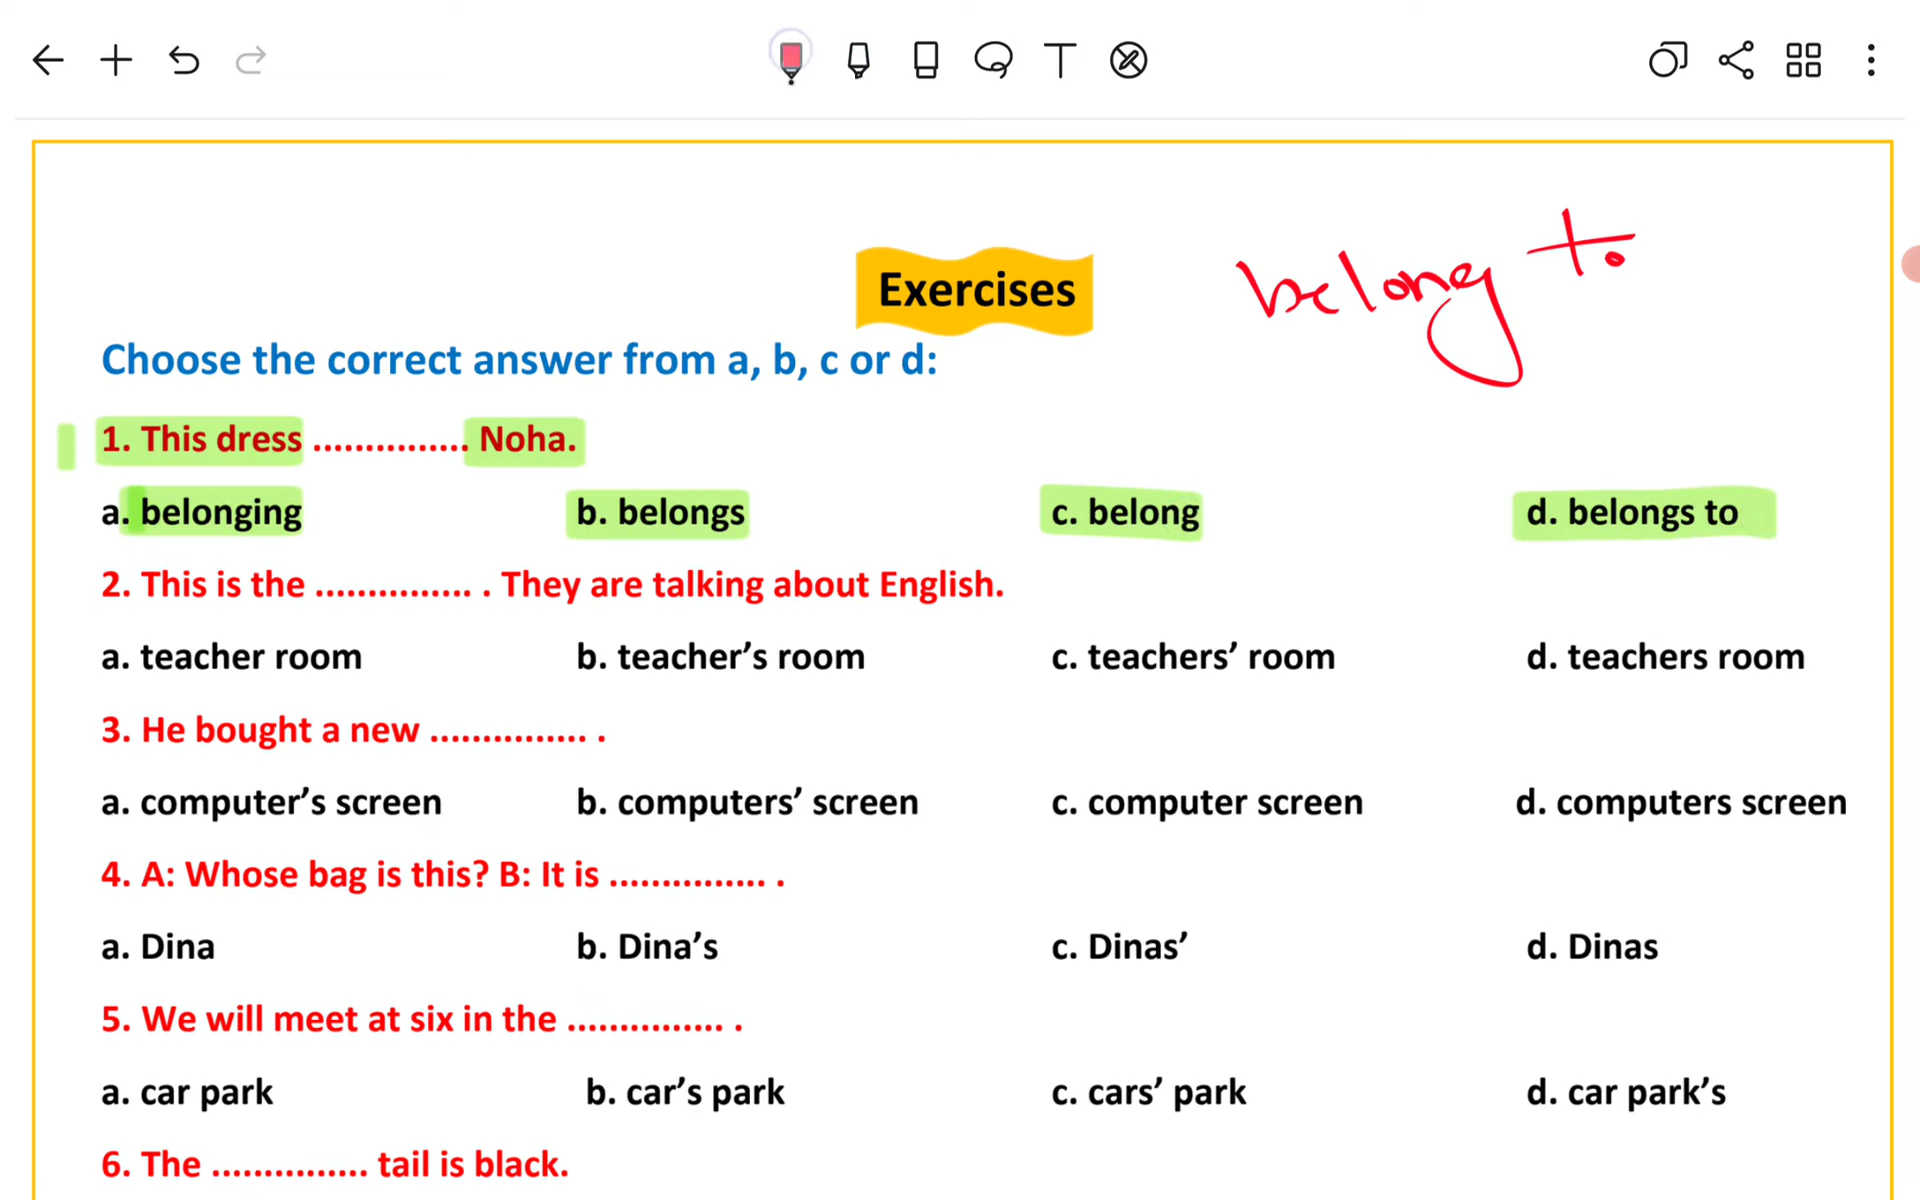 belong to
Exercises
Choose the correct answer from a, b, c or d:
1. This dress ............... Noha.
a. belonging b. belongs c. belong d. belongs to
2. This is the ............... . They are talking about English.
a. teacher room b. teacher’s room c. teachers’ room d. teachers room
3. He bought a new ............... .
a. computer’s screen b. computers’ screen c. computer screen d. computers screen
4. A: Whose bag is this? B: It is ............... .
a. Dina b. Dina’s c. Dinas’ d. Dinas
5. We will meet at six in the ............... .
a. car park b. car’s park c. cars’ park d. car park’s
6. The ............... tail is black.